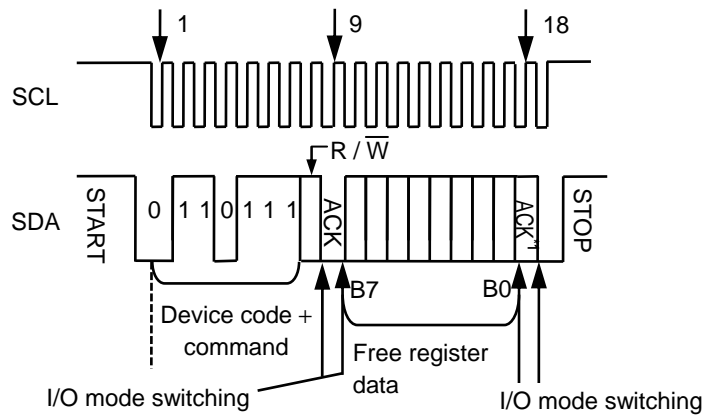 1 9 18
SCL
R / W
START 0 1 1 0 1 1 1 ACK ACK*1 STOP
SDA
B7 B0
Device code +
command
Free register
data
I/O mode switching
I/O mode switching